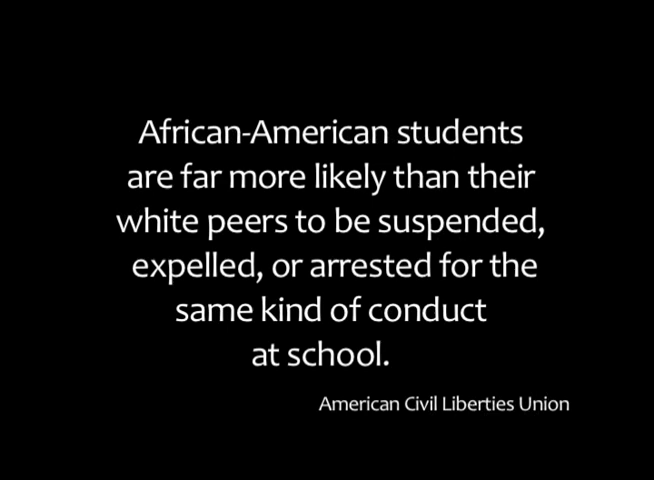 African-American students
are far more likely than their
white peers to be suspended,
expelled, or arrested for the
same kind of conduct
at school.
American Civil Liberties Union